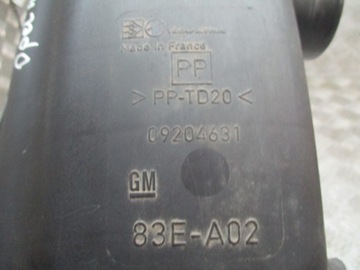 Made in France
PP
>PP-TD20<
09204631
GM
83E-A02